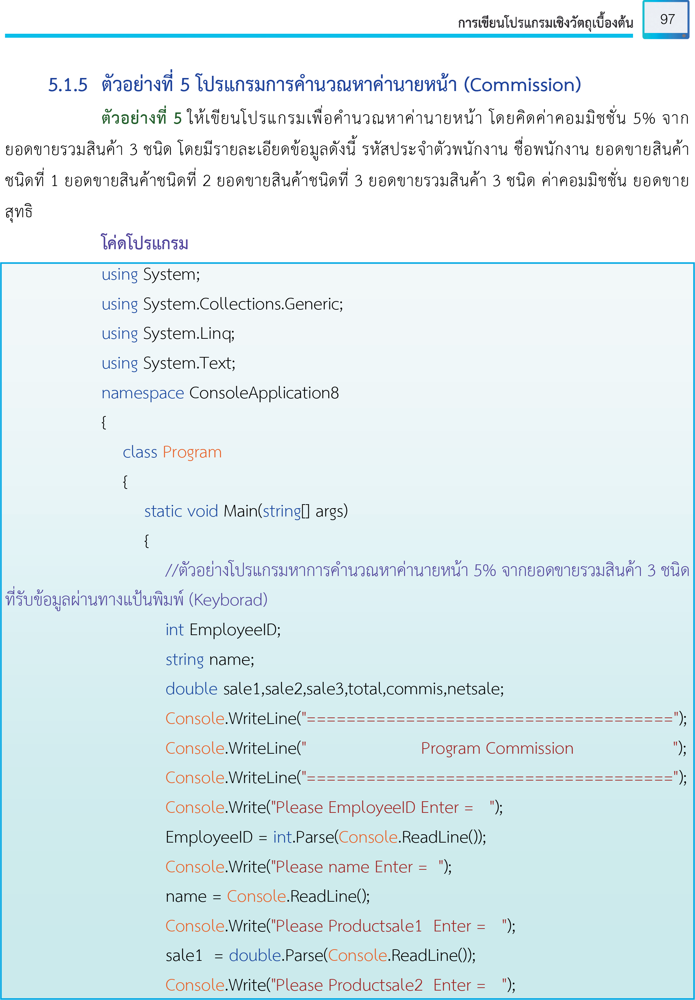 การเขียนโปรแกรมเชิงวัตถุเบื้องต้น 97
5.1.5 ตัวอย่างที่ 5 โปรแกรมการคำนวณหาค่านายหน้า (Commission)
ตัวอย่างที่ 5 ให้เขียนโปรแกรมเพื่อคำนวณหาค่านายหน้า โดยคิดค่าคอมมิชชั่น 5% จาก
ยอดขายรวมสินค้า 3 ชนิด โดยมีรายละเอียดข้อมูลดังนี้ รหัสประจำตัวพนักงาน ชื่อพนักงาน ยอดขายสินค้า
ชนิดที่ 1 ยอดขายสินค้าชนิดที่ 2 ยอดขายสินค้าชนิดที่ 3 ยอดขายรวมสินค้า 3 ชนิด ค่าคอมมิชชั่น ยอดขาย
สุทธิ
โค่ดโปรแกรม
using System;
using System.Collections.Generic;
using System.Linq;
using System.Text;
namespace ConsoleApplication8
{
class Program
{
static void Main(string[] args)
{
//ตัวอย่างโปรแกรมหาการคำนวณหาค่านายหน้า 5% จากยอดขายรวมสินค้า 3 ชนิด
ที่รับข้อมูลผ่านทางแป้นพิมพ์ (Keyborad)
int EmployeeID;
string name;
double sale1,sale2,sale3,total,commis,netsale;
Console.WriteLine("=====================================");
Console.WriteLine(" Program Commission ");
Console.WriteLine("=====================================");
Console.Write("Please EmployeeID Enter = ");
EmployeeID = int.Parse(Console.ReadLine());
Console.Write("Please name Enter = ");
name = Console.ReadLine();
Console.Write("Please Productsale1 Enter = ");
sale1 = double.Parse(Console.ReadLine());
Console.Write("Please Productsale2 Enter = ");